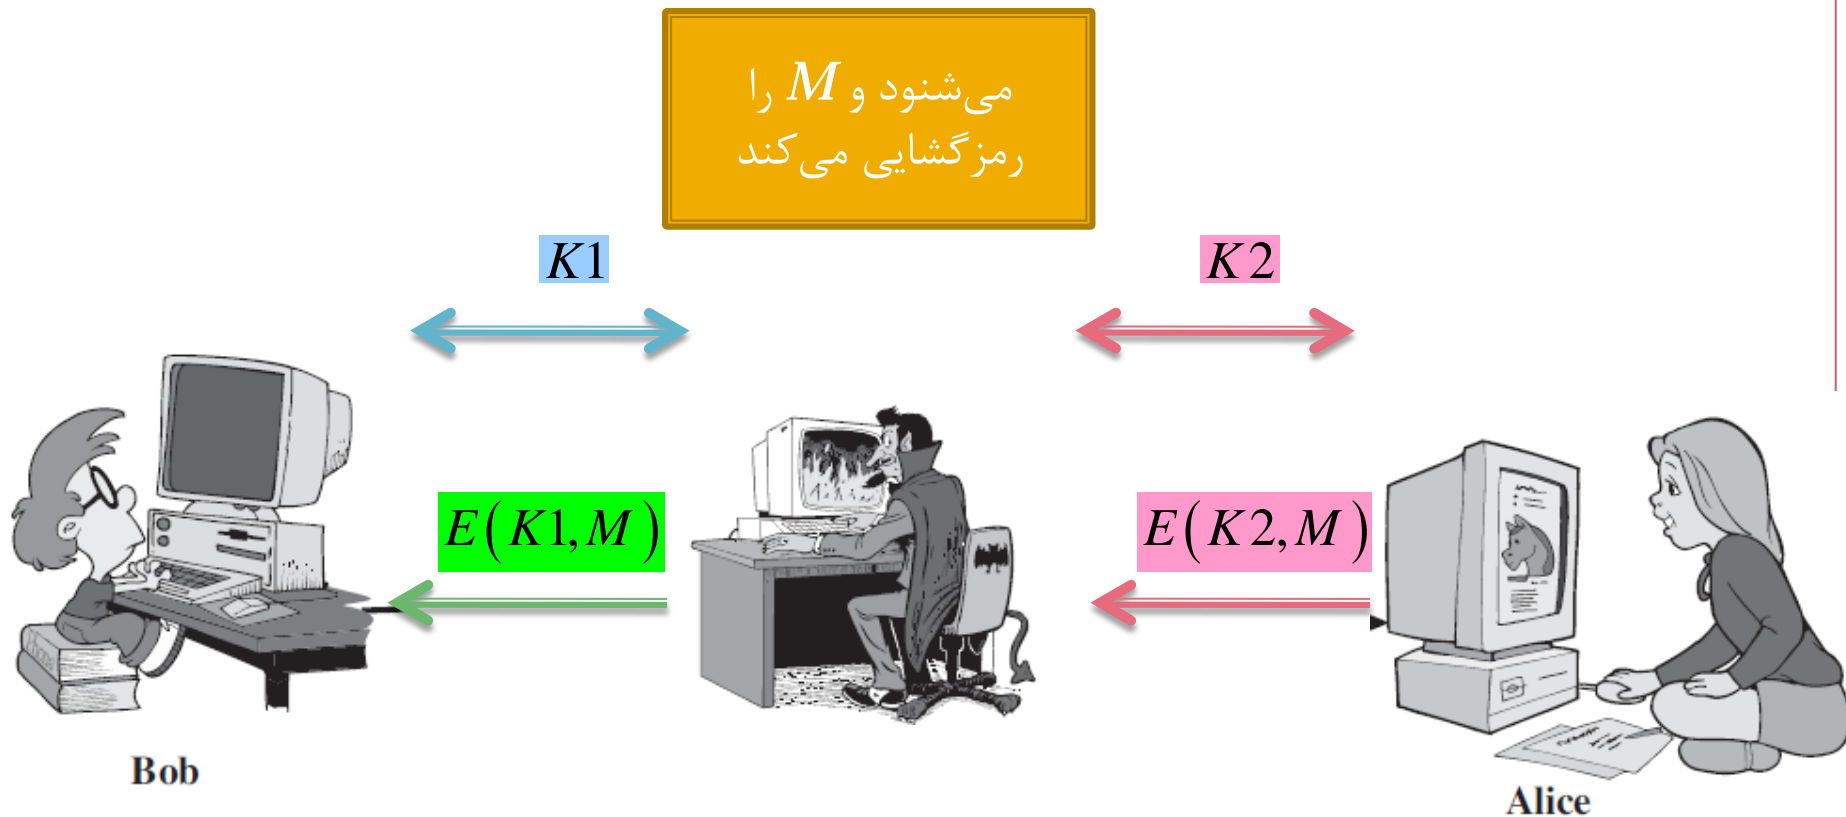 می‌شنود و M را
رمزگشایی می‌کند
K1
K2
E(K1,M)
E(K2,M)
Bob
Alice